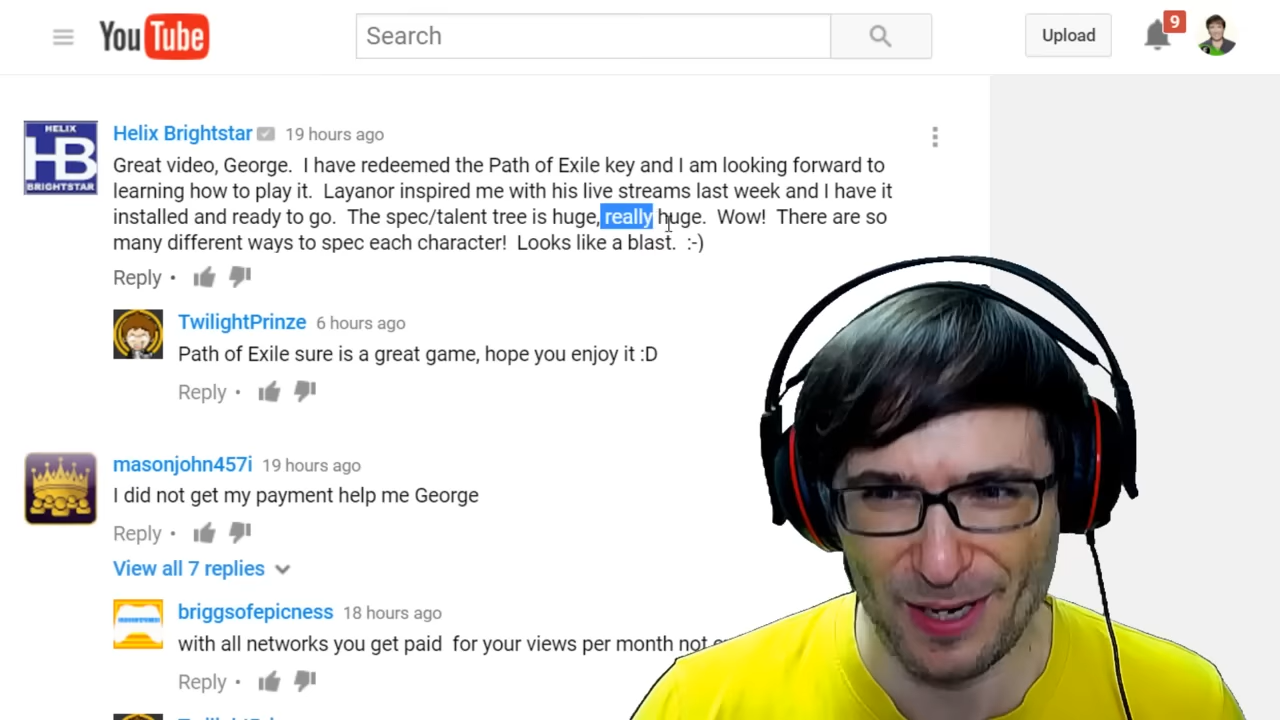 YouTube
Search
Upload
9
HELIX
HB
BRIGHTSTAR
Helix Brightstar 19 hours ago
Great video, George. I have redeemed the Path of Exile key and I am looking forward to
learning how to play it. Layanor inspired me with his live streams last week and I have it
installed and ready to go. The spec/talent tree is huge, really huge. Wow! There are so
many different ways to spec each character! Looks like a blast. :-)
Reply •
TwilightPrinze 6 hours ago
Path of Exile sure is a great game, hope you enjoy it :D
Reply •
masonjohn457i 19 hours ago
I did not get my payment help me George
Reply •
View all 7 replies
briggsofepicness 18 hours ago
with all networks you get paid for your views per month not
Reply •